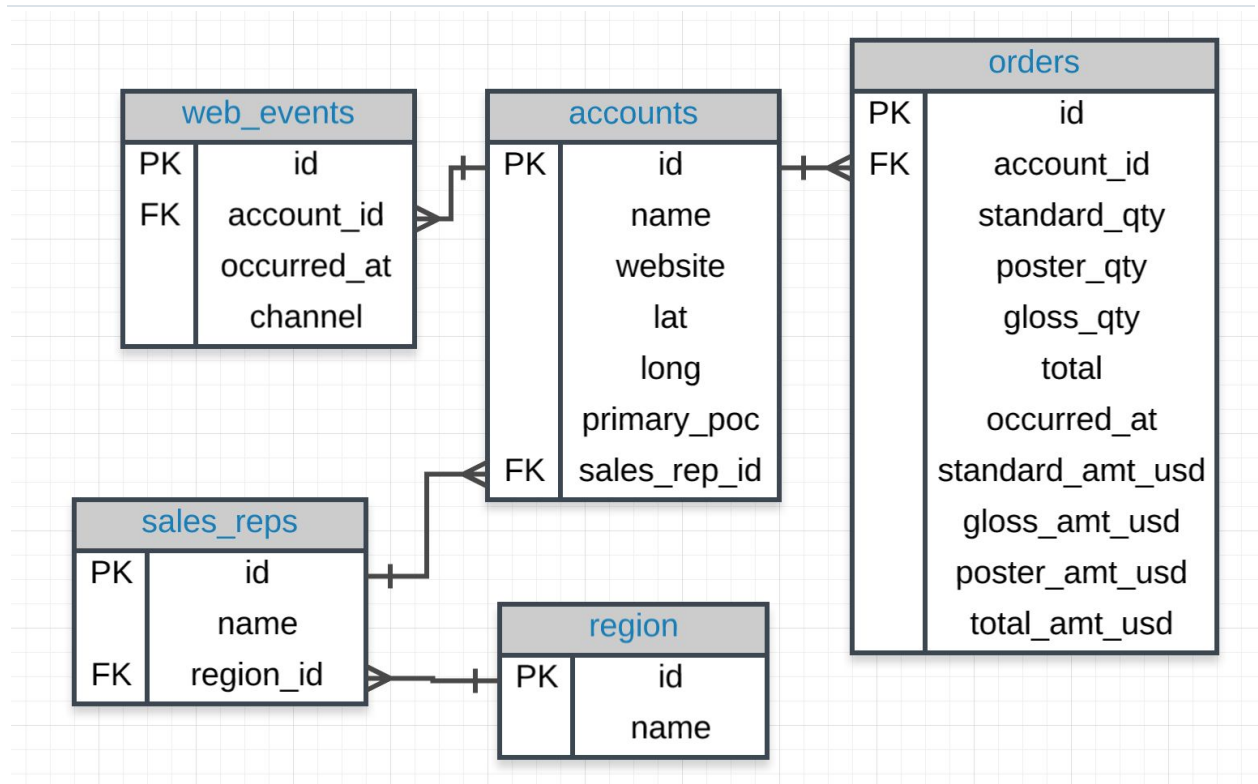 web_events
PK id
FK account_id
occurred_at
channel
accounts
PK id
name
website
lat
long
primary_poc
FK sales_rep_id
orders
PK id
FK account_id
standard_qty
poster_qty
gloss_qty
total
occurred_at
standard_amt_usd
gloss_amt_usd
poster_amt_usd
total_amt_usd
sales_reps
PK id
name
FK region_id
region
PK id
name